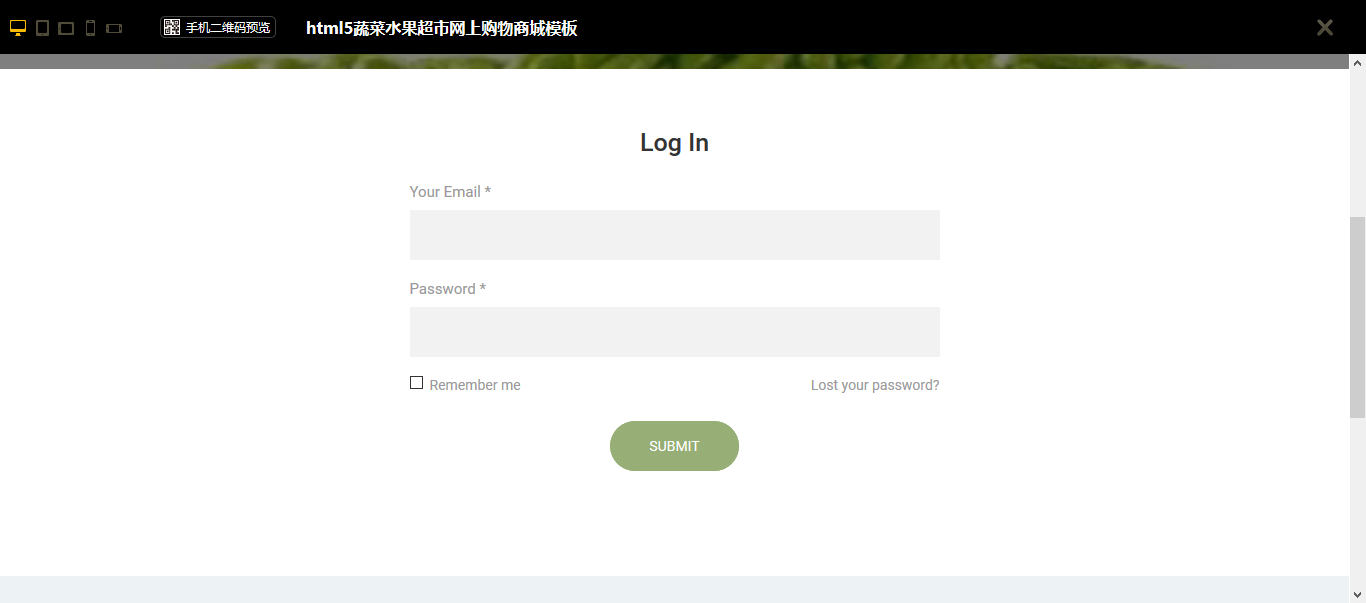 手机二维码预览
html5蔬菜水果超市网上购物商城模板
Log In
Your Email *
Password *
Remember me
Lost your password?
SUBMIT